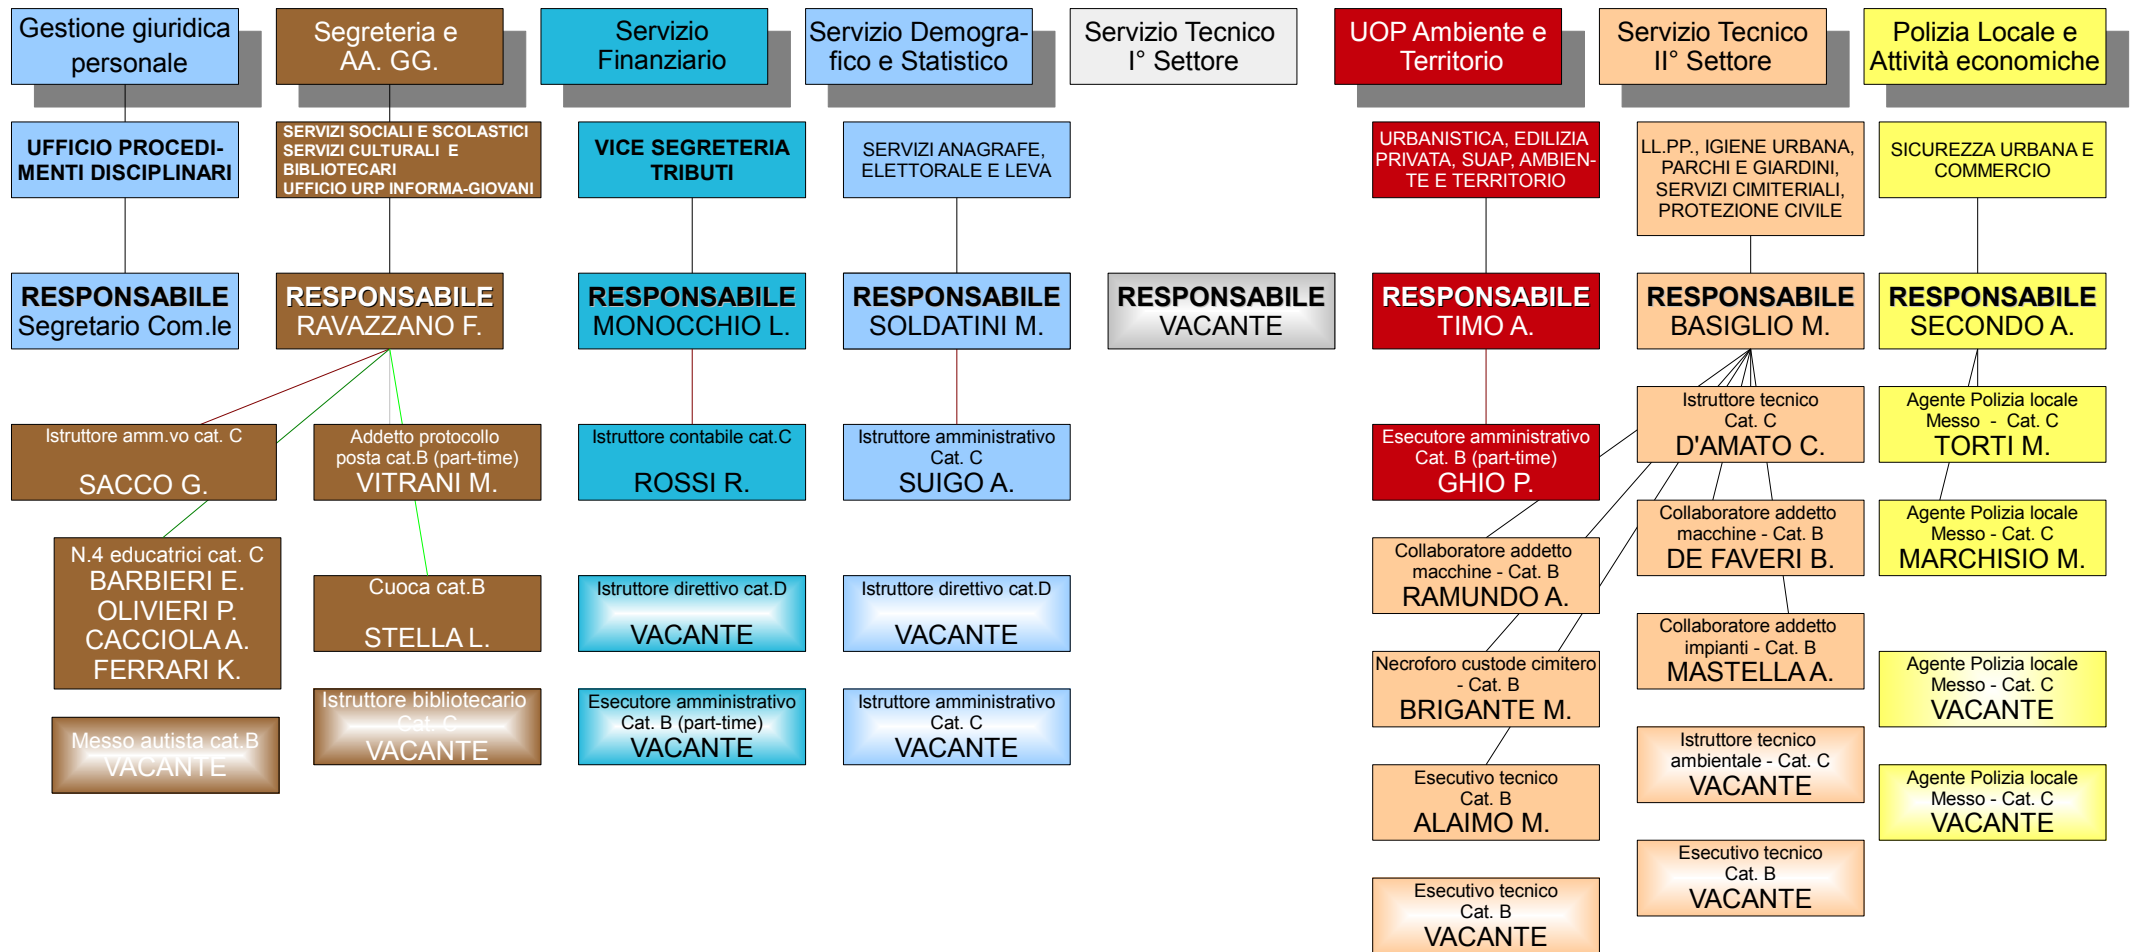 Gestione giuridica
personale
Segreteria e
AA. GG.
Servizio
Finanziario
Servizio Demogra-
fico e Statistico
Servizio Tecnico
I° Settore
UOP Ambiente e
Territorio
Servizio Tecnico
II° Settore
Polizia Locale e
Attività economiche
UFFICIO PROCEDI-
MENTI DISCIPLINARI
SERVIZI SOCIALI E SCOLASTICI
SERVIZI CULTURALI E
BIBLIOTECARI
UFFICIO URP INFORMA-GIOVANI
VICE SEGRETERIA
TRIBUTI
SERVIZI ANAGRAFE,
ELETTORALE E LEVA
URBANISTICA, EDILIZIA
PRIVATA, SUAP, AMBIEN-
TE E TERRITORIO
LL.PP., IGIENE URBANA,
PARCHI E GIARDINI,
SERVIZI CIMITERIALI,
PROTEZIONE CIVILE
SICUREZZA URBANA E
COMMERCIO
RESPONSABILE
Segretario Com.le
RESPONSABILE
RAVAZZANO F.
RESPONSABILE
MONOCCHIO L.
RESPONSABILE
SOLDATINI M.
RESPONSABILE
VACANTE
RESPONSABILE
TIMO A.
RESPONSABILE
BASIGLIO M.
RESPONSABILE
SECONDO A.
Istruttore amm.vo cat. C
SACCO G.
Addetto protocollo
posta cat.B (part-time)
VITRANI M.
Istruttore contabile cat.C
ROSSI R.
Istruttore amministrativo
Cat. C
SUIGO A.
Esecutore amministrativo
Cat. B (part-time)
GHIO P.
Istruttore tecnico
Cat. C
D'AMATO C.
Agente Polizia locale
Messo - Cat. C
TORTI M.
N.4 educatrici cat. C
BARBIERI E.
OLIVIERI P.
CACCIOLA A.
FERRARI K.
Cuoca cat.B
STELLA L.
Istruttore direttivo cat.D
VACANTE
Istruttore direttivo cat.D
VACANTE
Collaboratore addetto
macchine - Cat. B
RAMUNDO A.
Collaboratore addetto
macchine - Cat. B
DE FAVERI B.
Agente Polizia locale
Messo - Cat. C
MARCHISIO M.
Messo autista cat.B
VACANTE
Istruttore bibliotecario
Cat. C
VACANTE
Esecutore amministrativo
Cat. B (part-time)
VACANTE
Istruttore amministrativo
Cat. C
VACANTE
Necroforo custode cimitero
- Cat. B
BRIGANTE M.
Collaboratore addetto
impianti - Cat. B
MASTELLA A.
Agente Polizia locale
Messo - Cat. C
VACANTE
Esecutivo tecnico
Cat. B
ALAIMO M.
Istruttore tecnico
ambientale - Cat. C
VACANTE
Agente Polizia locale
Messo - Cat. C
VACANTE
Esecutivo tecnico
Cat. B
VACANTE
Esecutivo tecnico
Cat. B
VACANTE